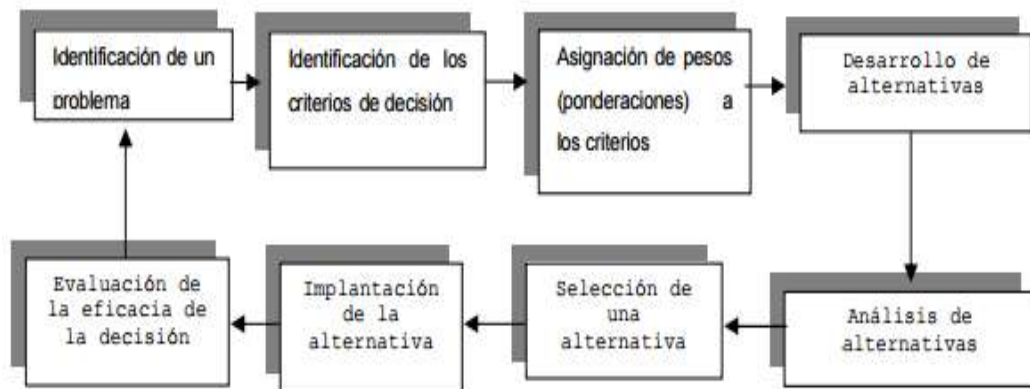 Identificación de un
problema
Identificación de los
criterios de decisión
Asignación de pesos
(ponderaciones) a
los criterios
Desarrollo de
alternativas
Análisis de
alternativas
Selección de
una
alternativa
Implantación
de la
alternativa
Evaluación de
la eficacia de
la decisión